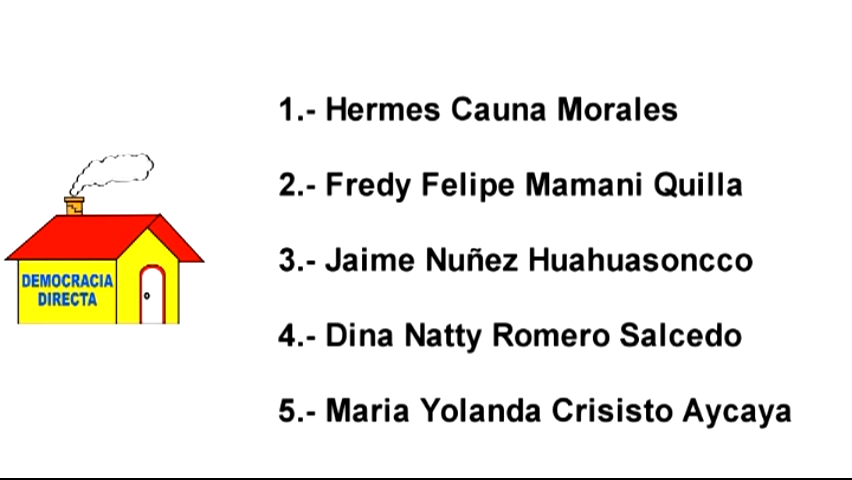 1.- Hermes Cauna Morales
2.- Fredy Felipe Mamani Quilla
3.- Jaime Nuñez Huahuasoncco
DEMOCRACIA
DIRECTA
4.- Dina Natty Romero Salcedo
5.- Maria Yolanda Crisisto Aycaya